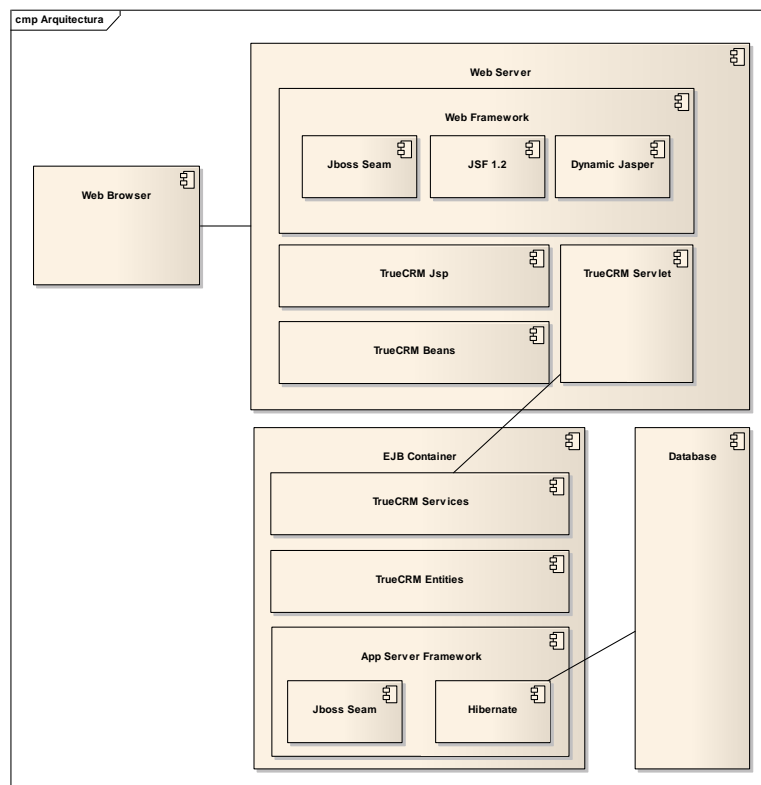 cmp Arquitectura
Web Server
Web Framework
Jboss Seam
JSF 1.2
Dynamic Jasper
Web Browser
TrueCRM Jsp
TrueCRM Servlet
TrueCRM Beans
EJB Container
Database
TrueCRM Services
TrueCRM Entities
App Server Framework
Jboss Seam
Hibernate